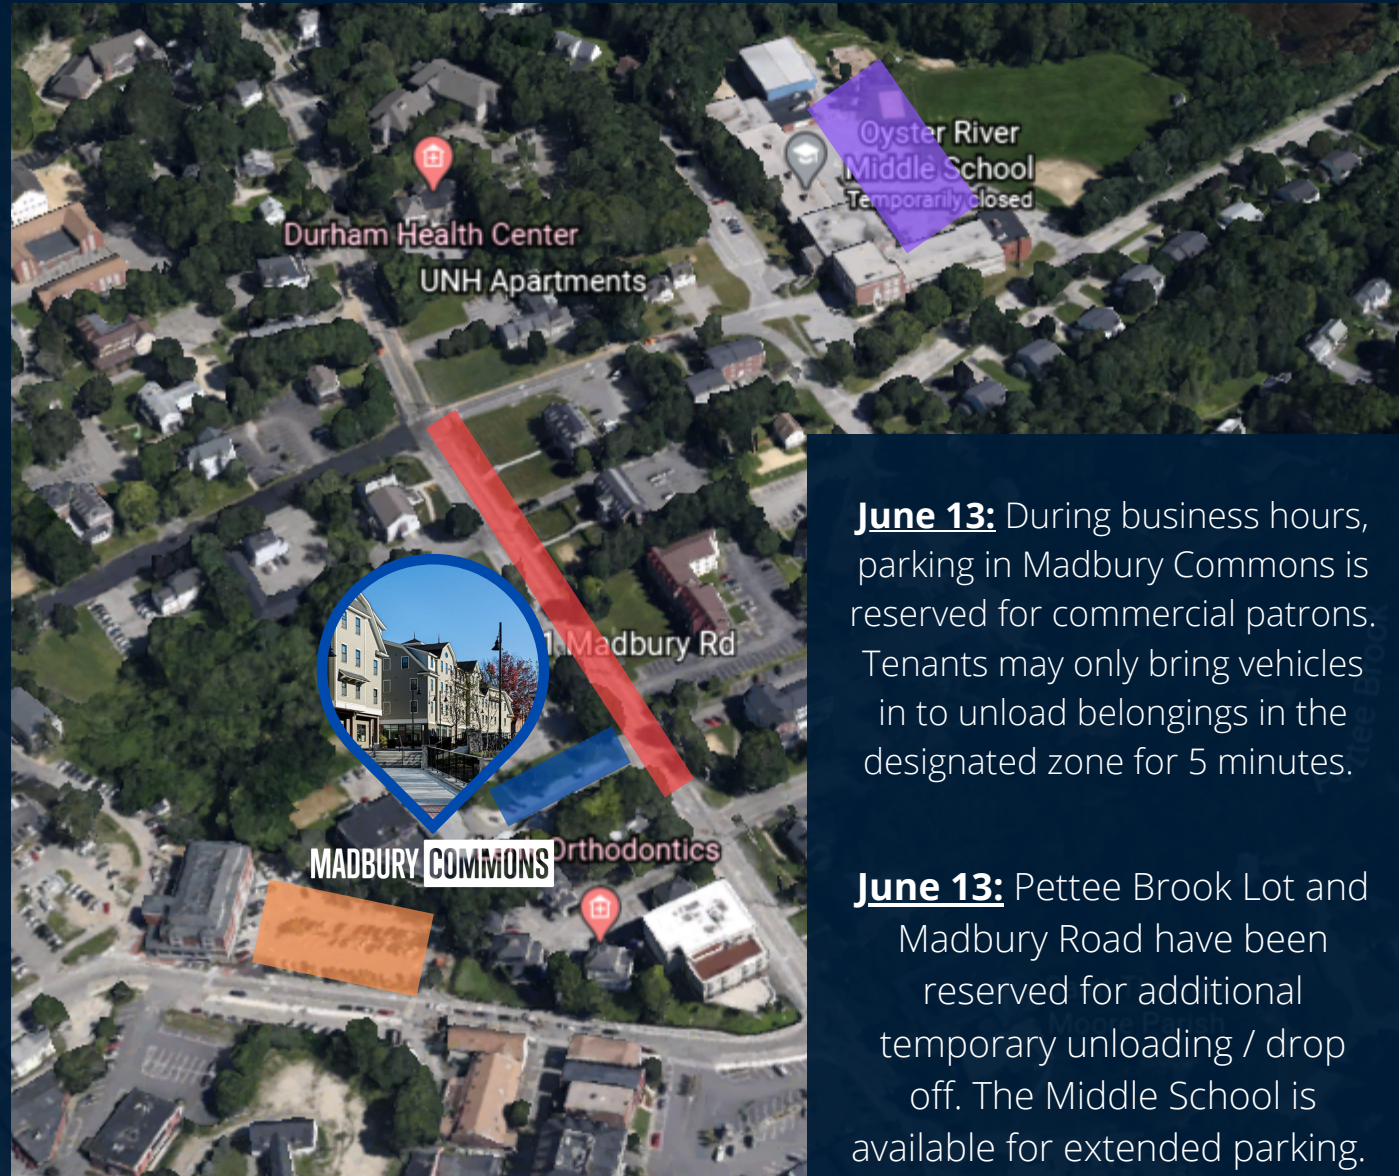 Oyster River
Middle School
Temporarily closed
Durham Health Center
UNH Apartments
Madbury Rd
MADBURY COMMONS
Orthodontics
June 13: During business hours,
parking in Madbury Commons is
reserved for commercial patrons.
Tenants may only bring vehicles
in to unload belongings in the
designated zone for 5 minutes.
June 13: Pettee Brook Lot and
Madbury Road have been
reserved for additional
temporary unloading / drop
off. The Middle School is
available for extended parking.
Moore Parish